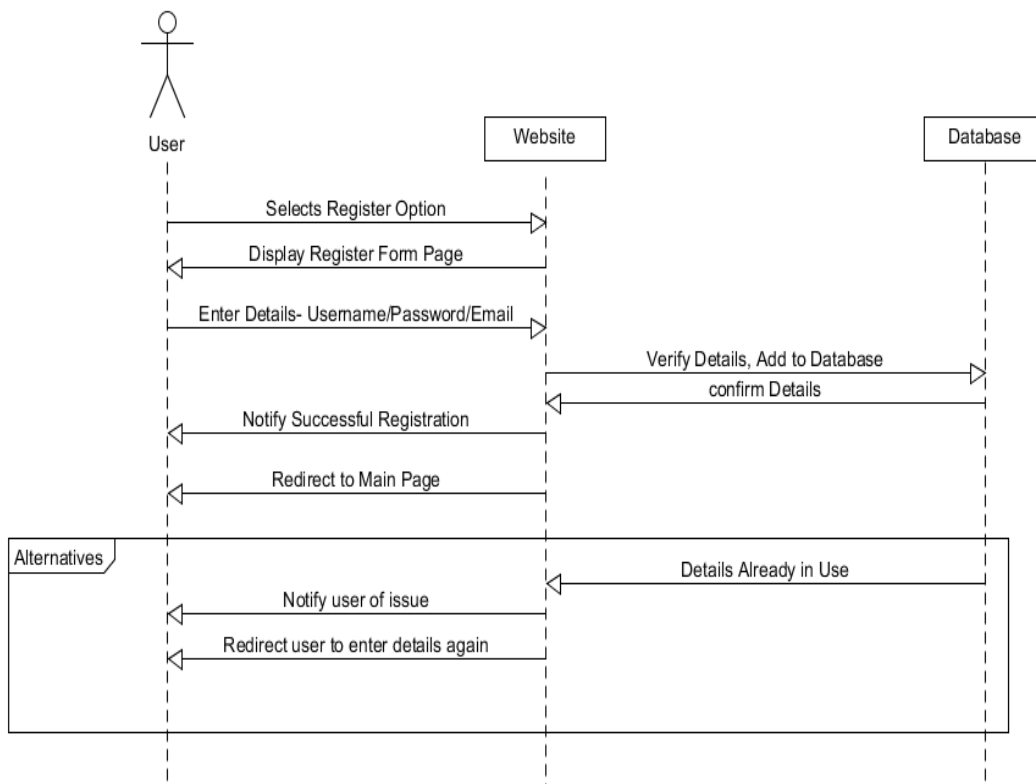 User
Website
Database
Selects Register Option
Display Register Form Page
Enter Details- Username/Password/Email
Verify Details, Add to Database
confirm Details
Notify Successful Registration
Redirect to Main Page
Alternatives
Details Already in Use
Notify user of issue
Redirect user to enter details again